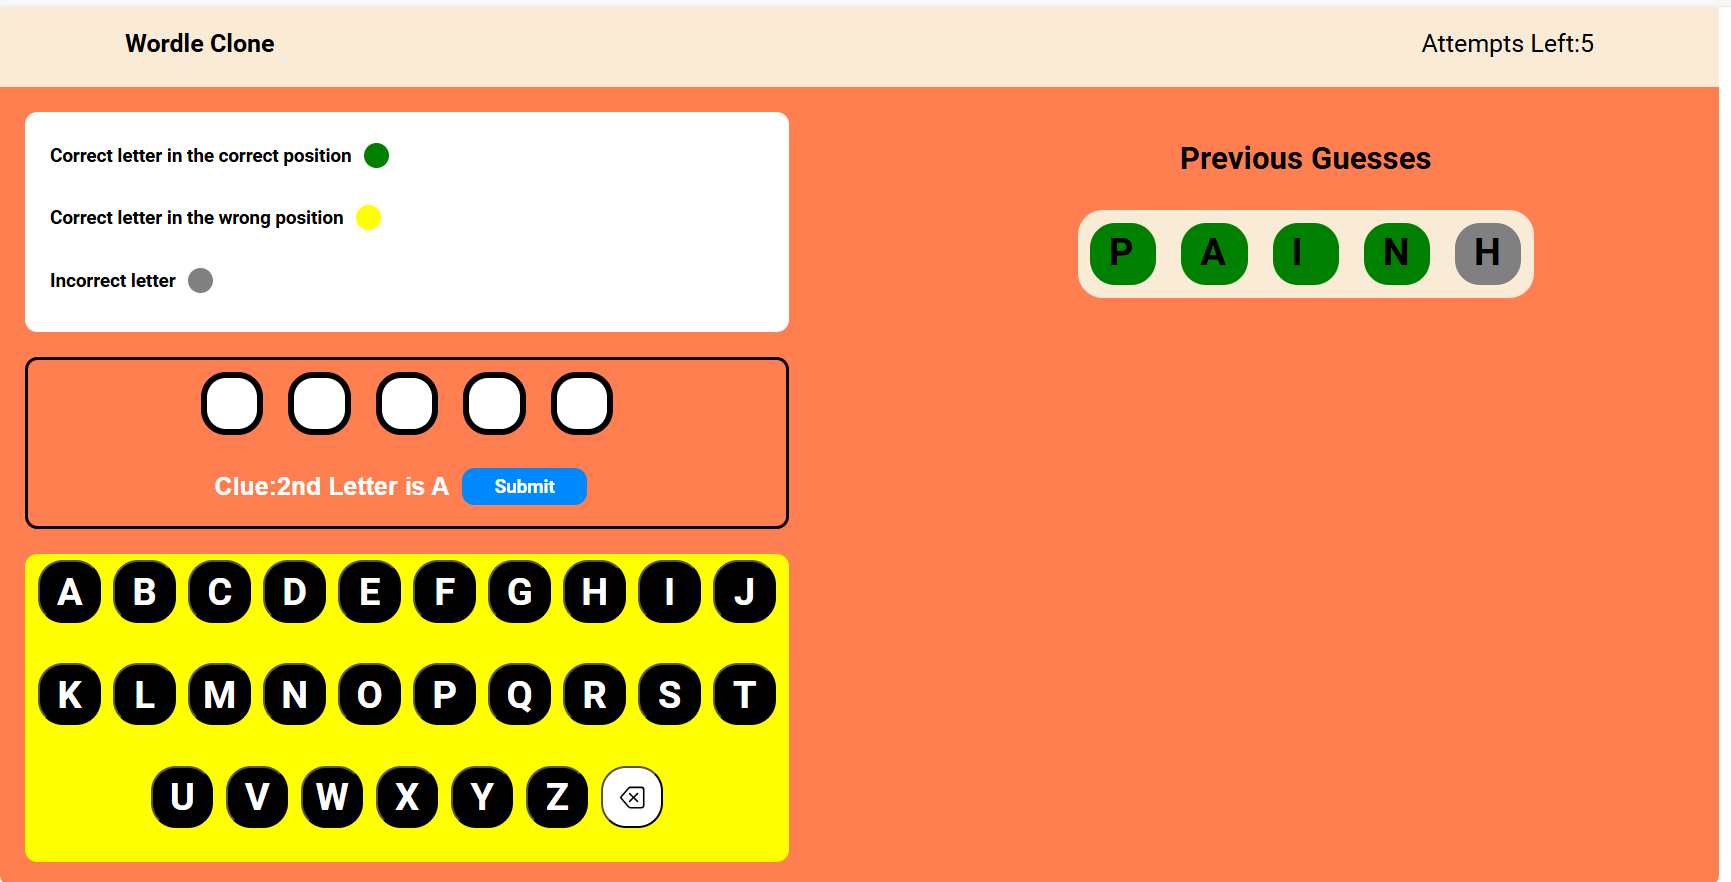 Wordle Clone
Attempts Left:5
Correct letter in the correct position
Correct letter in the wrong position
Incorrect letter
Previous Guesses
P A I N H
Clue:2nd Letter is A
Submit
A B C D E F G H I J
K L M N O P Q R S T
U V W X Y Z